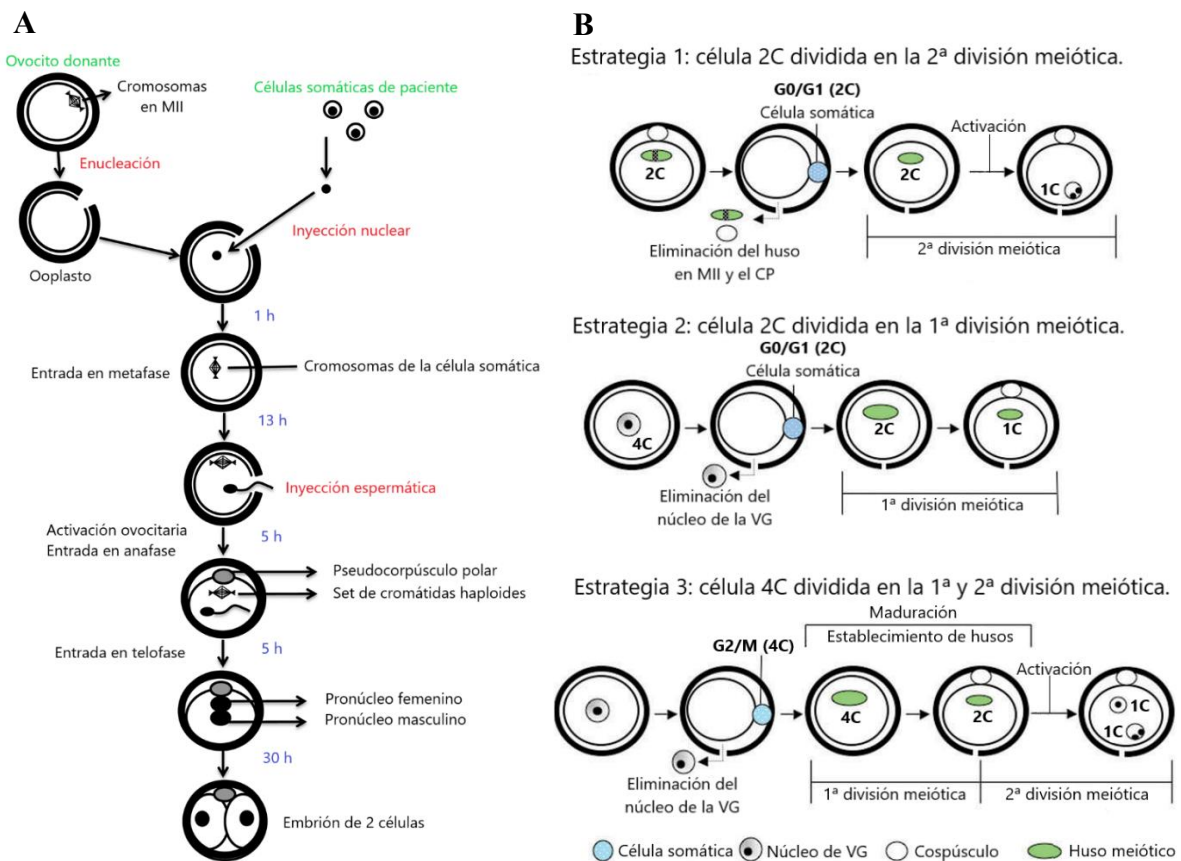 A
Ovocito donante
Cromosomas
en MII
Células somáticas de paciente
Enucleación
Inyección nuclear
Ooplasto
1 h
Entrada en metafase
Cromosomas de la célula somática
13 h
Inyección espermática
Activación ovocitaria
Entrada en anafase
5 h
Pseudocorpúsculo polar
Set de cromátidas haploides
Entrada en telofase
5 h
Pronúcleo femenino
Pronúcleo masculino
30 h
Embrión de 2 células
B
Estrategia 1: célula 2C dividida en la 2ª división meiótica.
G0/G1 (2C)
Célula somática
Activación
2C
2C
1C
Eliminación del huso
en MII y el CP
2ª división meiótica
Estrategia 2: célula 2C dividida en la 1ª división meiótica.
G0/G1 (2C)
Célula somática
4C
2C
1C
Eliminación del
núcleo de la VG
1ª división meiótica
Estrategia 3: célula 4C dividida en la 1ª y 2ª división meiótica.
Maduración
G2/M (4C)
Establecimiento de husos
Activación
4C
2C
1C
1C
Eliminación del
núcleo de la VG
1ª división meiótica
2ª división meiótica
Célula somática
Núcleo de VG
Cospúsculo
Huso meiótico